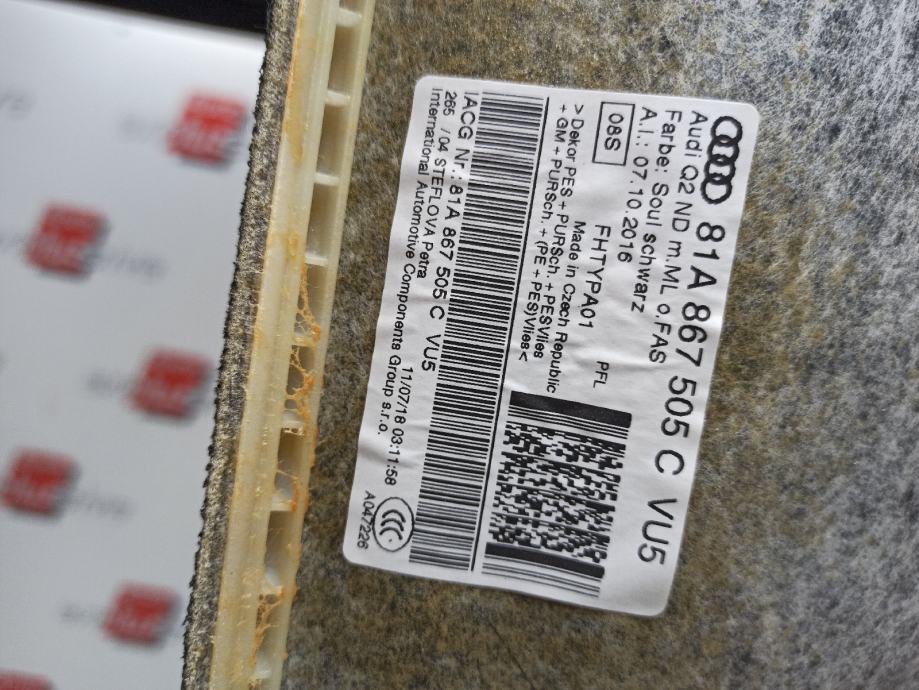 81A 867 505 C VU5
Audi Q2 ND m.ML o.FAS
Farbe: Soul schwarz
A.I.: 07.10.2016
08S
FHTYPA01
PFL
Made in Czech Republic
> Dekor PES + PURSch. + PESVlies
+ GM + PURSch. + (PE + PES)Vlies<
IACG Nr.: 81A 867 505 C VU5
265 / 04 STEFLOVA Petra 11/07/18 03:11:58
International Automotive Components Group s.r.o.
A047226